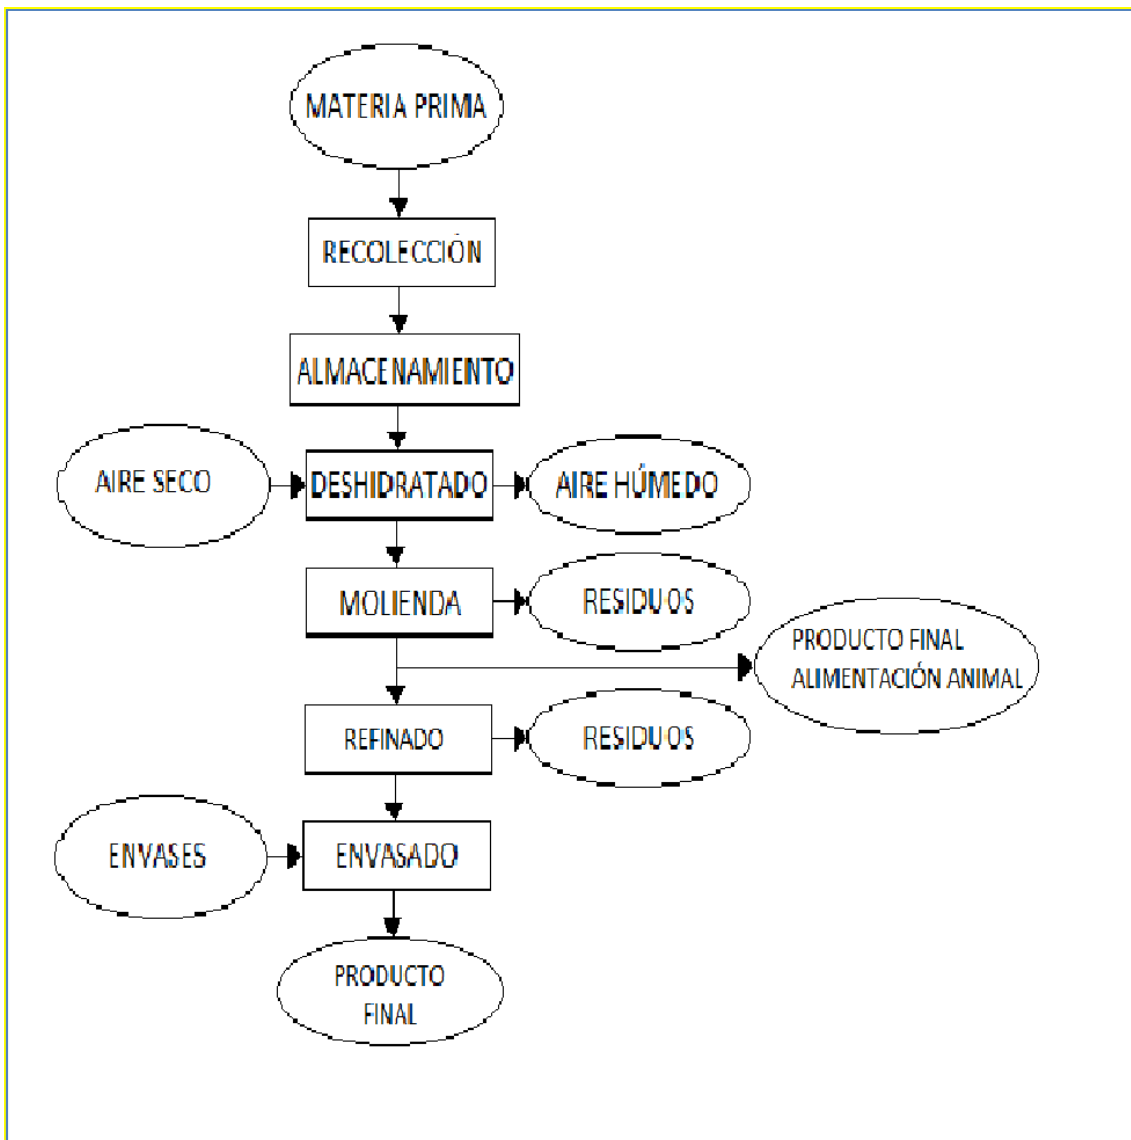 MATERIA PRIMA
RECOLECCIÓN
ALMACENAMIENTO
AIRE SECO
DESHIDRATADO
AIRE HÚMEDO
MOLIENDA
RESIDUOS
PRODUCTO FINAL
ALIMENTACIÓN ANIMAL
REFINADO
RESIDUOS
ENVASES
ENVASADO
PRODUCTO
FINAL